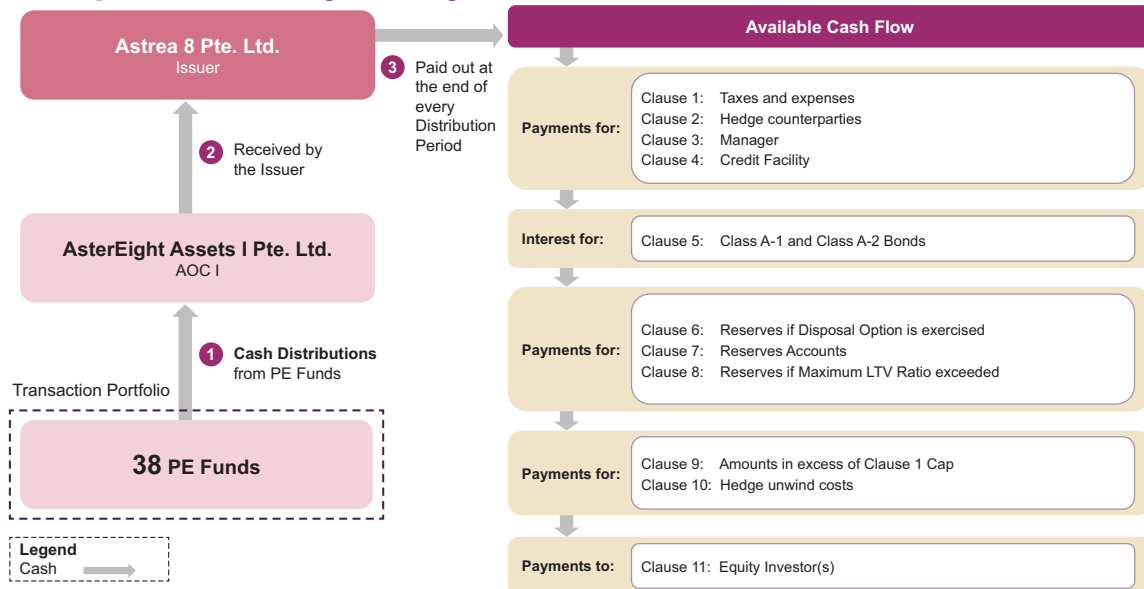 Astrea 8 Pte. Ltd.
Issuer
3 Paid out at
the end of
every
Distribution
Period
2 Received by
the Issuer
AsterEight Assets I Pte. Ltd.
AOC I
1 Cash Distributions
from PE Funds
Transaction Portfolio
38 PE Funds
Legend
Cash
Available Cash Flow
Payments for:
Clause 1: Taxes and expenses
Clause 2: Hedge counterparties
Clause 3: Manager
Clause 4: Credit Facility
Interest for:
Clause 5: Class A-1 and Class A-2 Bonds
Payments for:
Clause 6: Reserves if Disposal Option is exercised
Clause 7: Reserves Accounts
Clause 8: Reserves if Maximum LTV Ratio exceeded
Payments for:
Clause 9: Amounts in excess of Clause 1 Cap
Clause 10: Hedge unwind costs
Payments to:
Clause 11: Equity Investor(s)